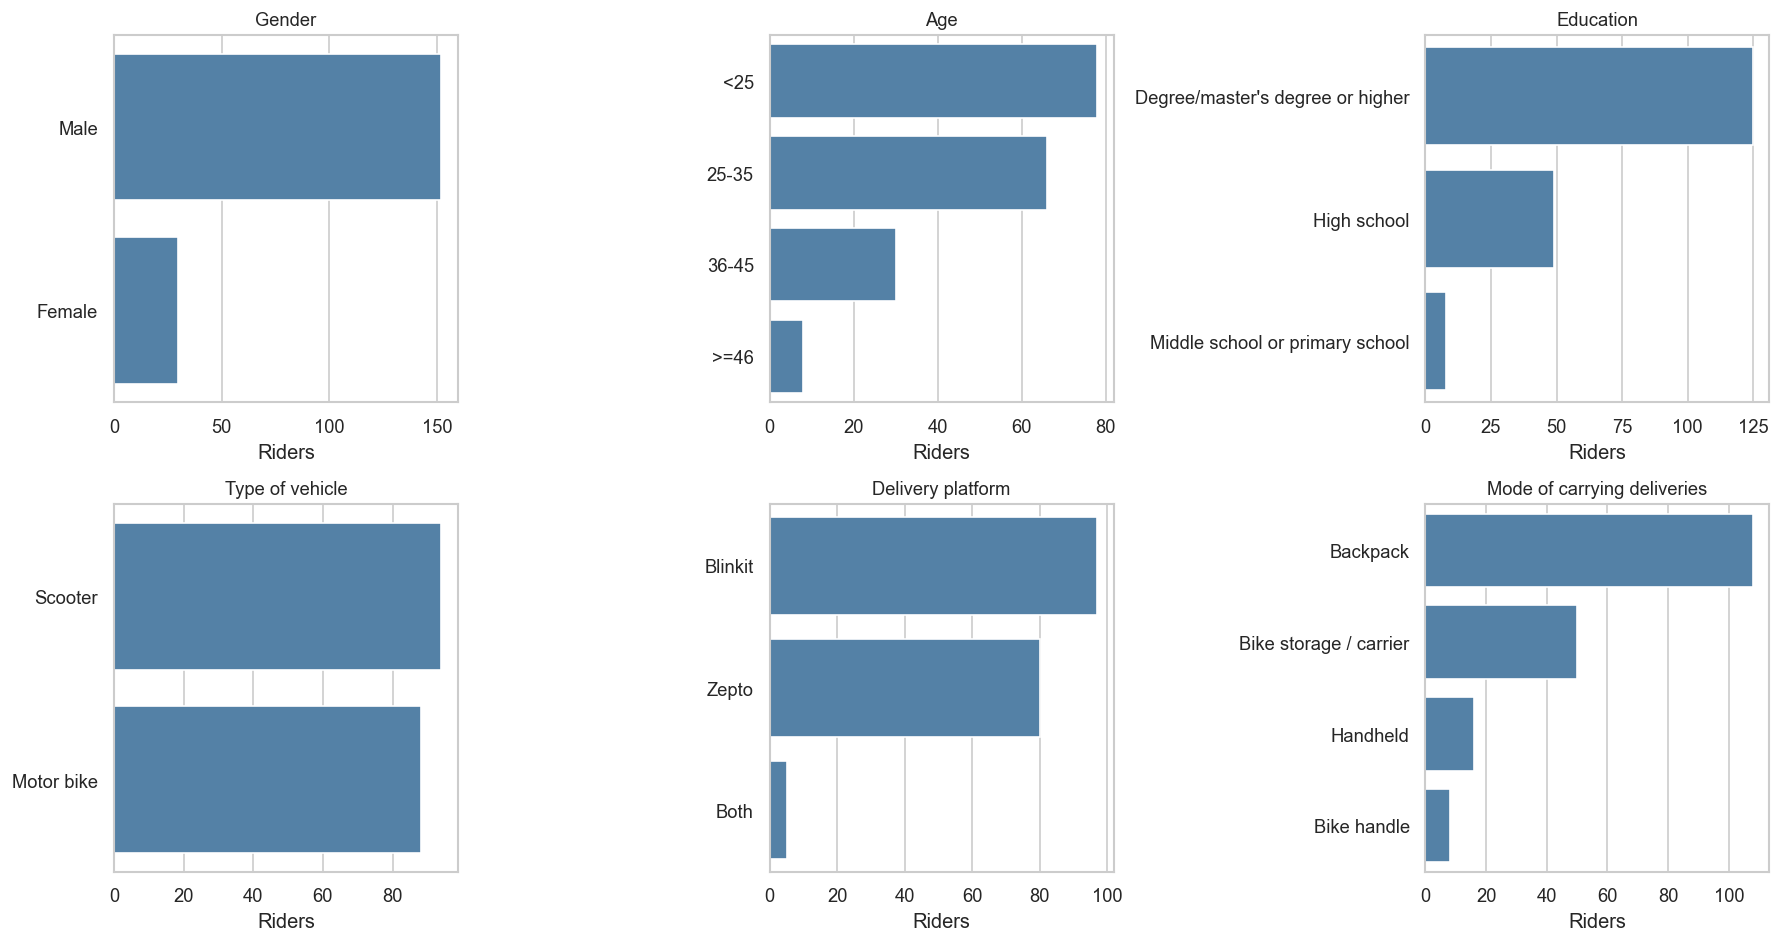 Gender
Male
Female
0 50 100 150
Riders
Age
<25
25-35
36-45
>=46
0 20 40 60 80
Riders
Education
Degree/master's degree or higher
High school
Middle school or primary school
0 25 50 75 100 125
Riders
Type of vehicle
Scooter
Motor bike
0 20 40 60 80
Riders
Delivery platform
Blinkit
Zepto
Both
0 20 40 60 80 100
Riders
Mode of carrying deliveries
Backpack
Bike storage / carrier
Handheld
Bike handle
0 20 40 60 80 100
Riders